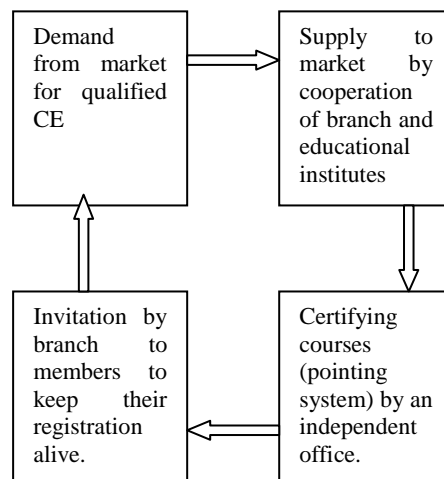 Demand
from market
for qualified
CE
Supply to
market by
cooperation
of branch and
educational
institutes
Certifying
courses
(pointing
system) by an
independent
office.
Invitation by
branch to
members to
keep their
registration
alive.